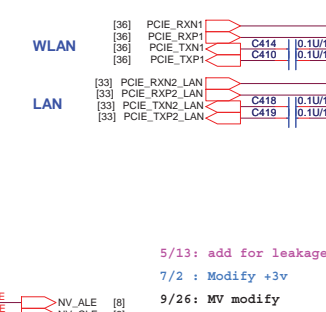 [36] PCIE_RXN1
[36] PCIE_RXP1
WLAN [36] PCIE_TXN1 C414 0.1U/1
[36] PCIE_TXP1 C410 0.1U/1
[33] PCIE_RXN2_LAN
[33] PCIE_RXP2_LAN
LAN [33] PCIE_TXN2_LAN C418 0.1U/1
[33] PCIE_TXP2_LAN C419 0.1U/1
5/13: add for leakage
7/2 : Modify +3v
9/26: MV modify
E NV_ALE [8]